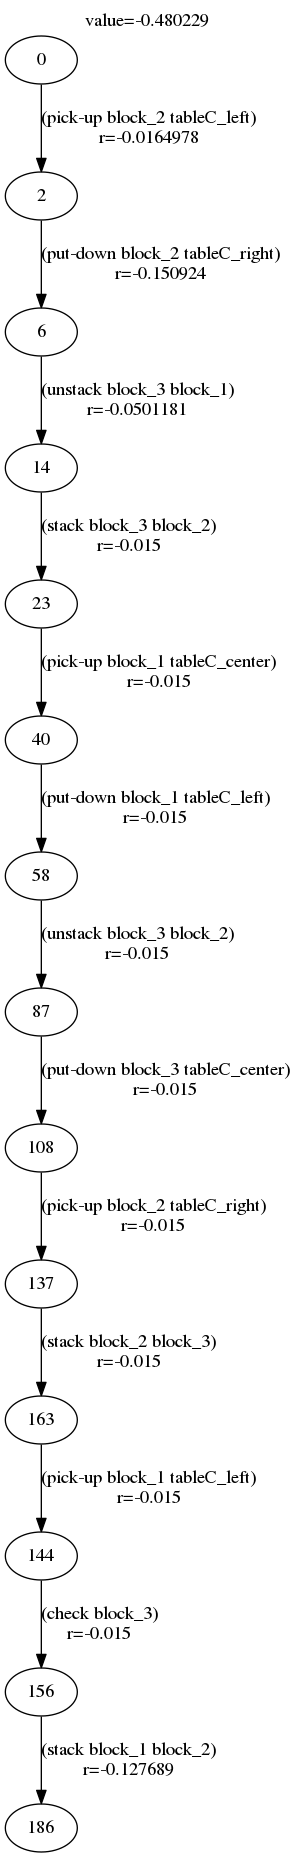 value=-0.480229
0
(pick-up block_2 tableC_left)
r=-0.0164978
2
(put-down block_2 tableC_right)
r=-0.150924
6
(unstack block_3 block_1)
r=-0.0501181
14
(stack block_3 block_2)
r=-0.015
23
(pick-up block_1 tableC_center)
r=-0.015
40
(put-down block_1 tableC_left)
r=-0.015
58
(unstack block_3 block_2)
r=-0.015
87
(put-down block_3 tableC_center)
r=-0.015
108
(pick-up block_2 tableC_right)
r=-0.015
137
(stack block_2 block_3)
r=-0.015
163
(pick-up block_1 tableC_left)
r=-0.015
144
(check block_3)
r=-0.015
156
(stack block_1 block_2)
r=-0.127689
186